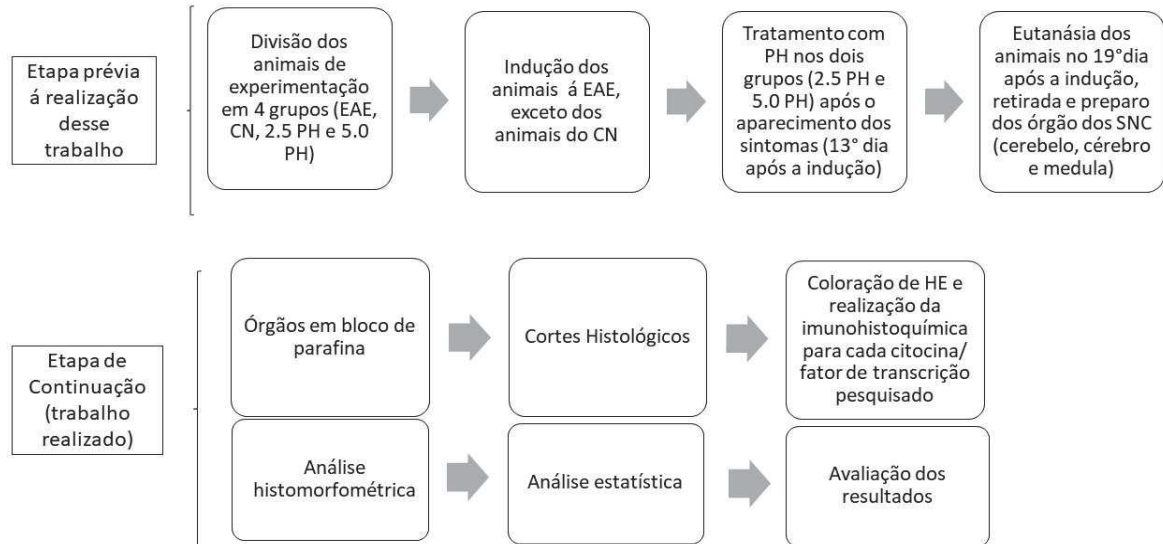 Etapa prévia
á realização
desse
trabalho
Divisão dos
animais de
experimentação
em 4 grupos (EAE,
CN, 2.5 PH e 5.0
PH)
Indução dos
animais á EAE,
exceto dos
animais do CN
Tratamento com
PH nos dois
grupos (2.5 PH e
5.0 PH) após o
aparecimento dos
sintomas (13° dia
após a indução)
Eutanásia dos
animais no 19°dia
após a indução,
retirada e preparo
dos órgão dos SNC
(cerebelo, cérebro
e medula)
Etapa de
Continuação
(trabalho
realizado)
Órgãos em bloco de
parafina
Cortes Histológicos
Coloração de HE e
realização da
imunohistoquímica
para cada citocina/
fator de transcrição
pesquisado
Análise
histomorfométrica
Análise estatística
Avaliação dos
resultados